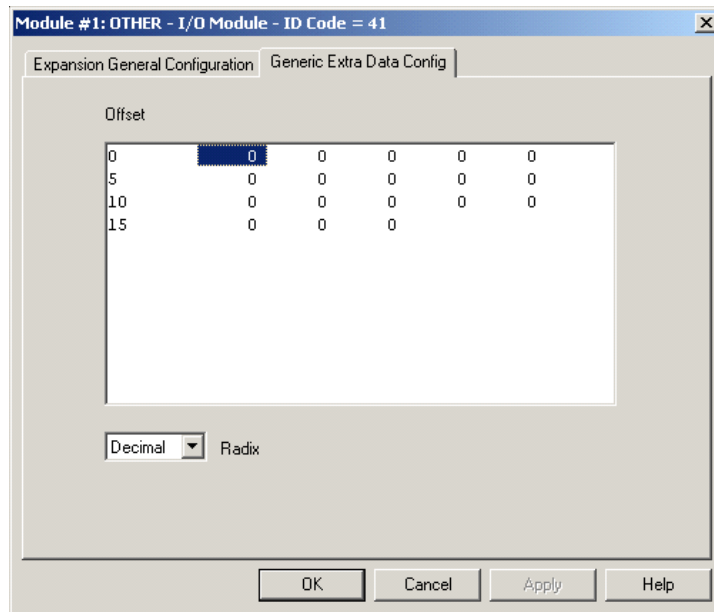 Module #1: OTHER - I/O Module - ID Code = 41
Expansion General Configuration Generic Extra Data Config
Offset
0 0 0 0 0 0
5 0 0 0 0 0
10 0 0 0 0 0
15 0 0 0
Decimal Radix
OK Cancel Apply Help